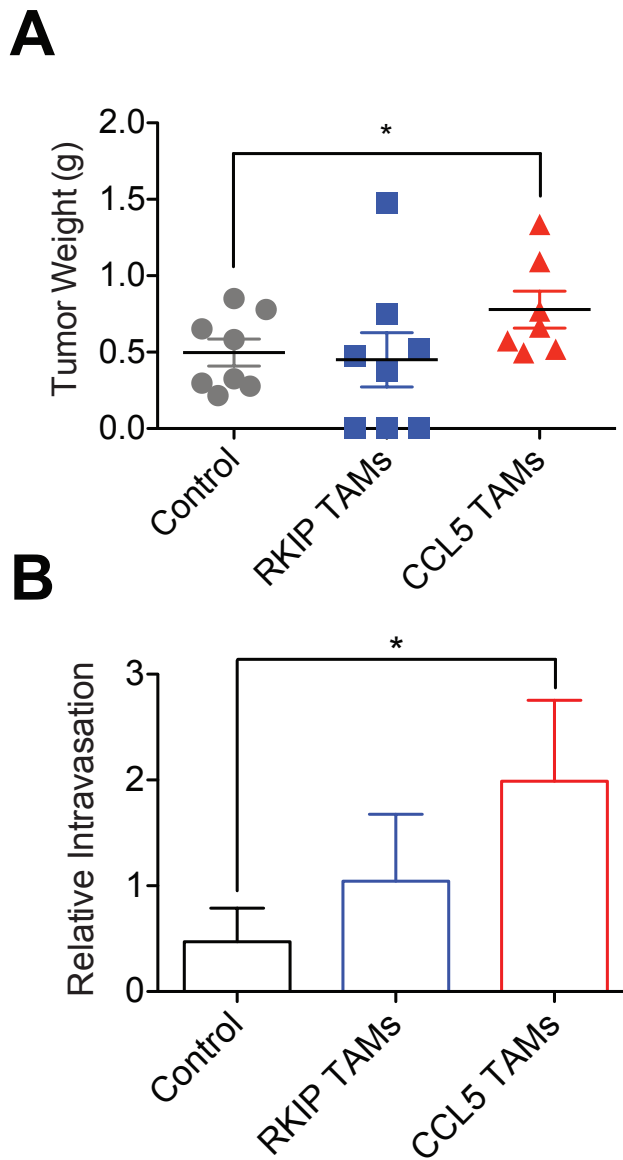 A
Tumor Weight (g)
2.0
1.5
1.0
0.5
0.0
*
Control
RKIP TAMs
CCL5 TAMs
B
Relative Intravasation
3
2
1
0
*
Control
RKIP TAMs
CCL5 TAMs